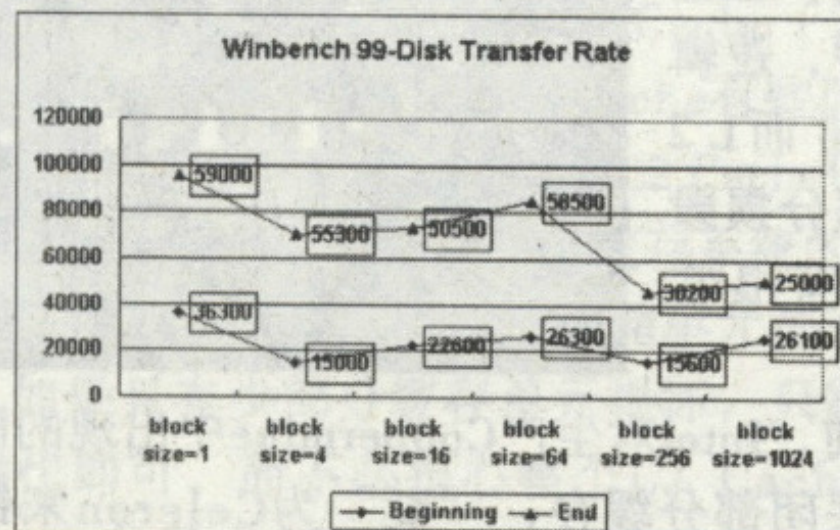 Winbench 99-Disk Transfer Rate
120000
100000
80000
60000
40000
20000
0
59000
55300
50500
58500
30200
25000
36300
15000
22600
26300
15600
26100
block size=1
block size=4
block size=16
block size=64
block size=256
block size=1024
Beginning
End